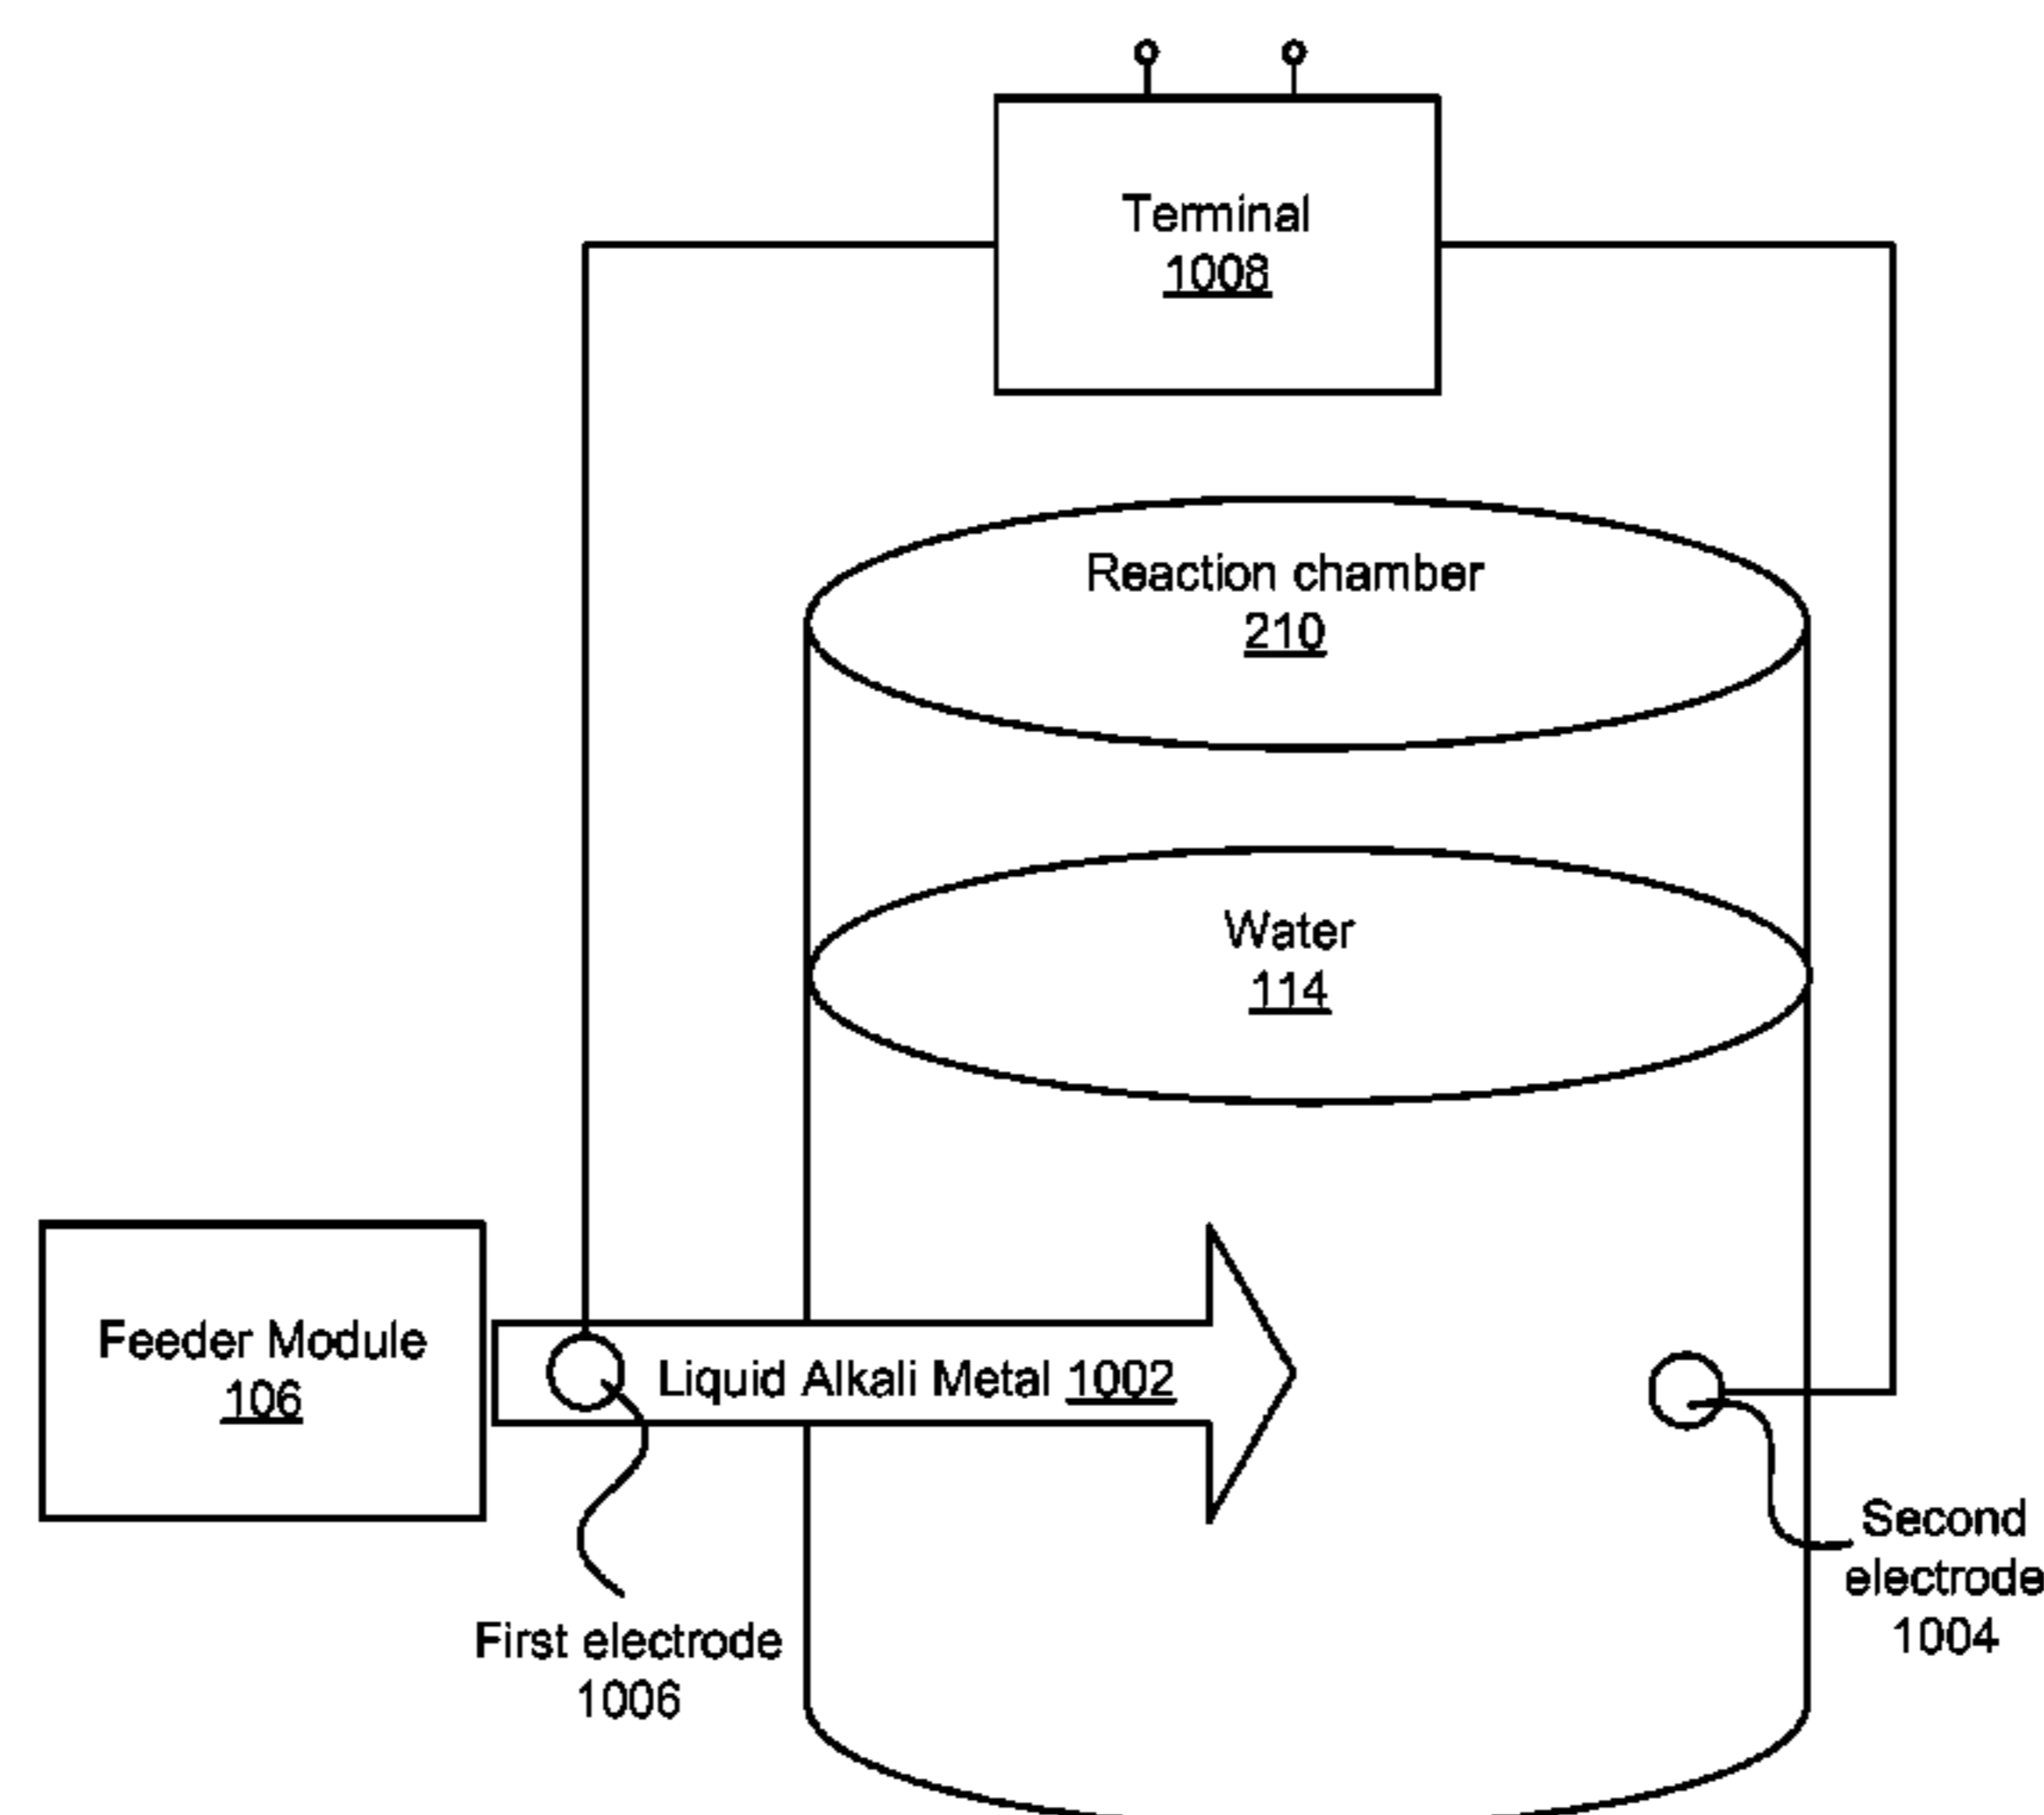 Terminal
1008
Reaction chamber
210
Water
114
Feeder Module
106
Liquid Alkali Metal 1002
First electrode
1006
Second
electrode
1004